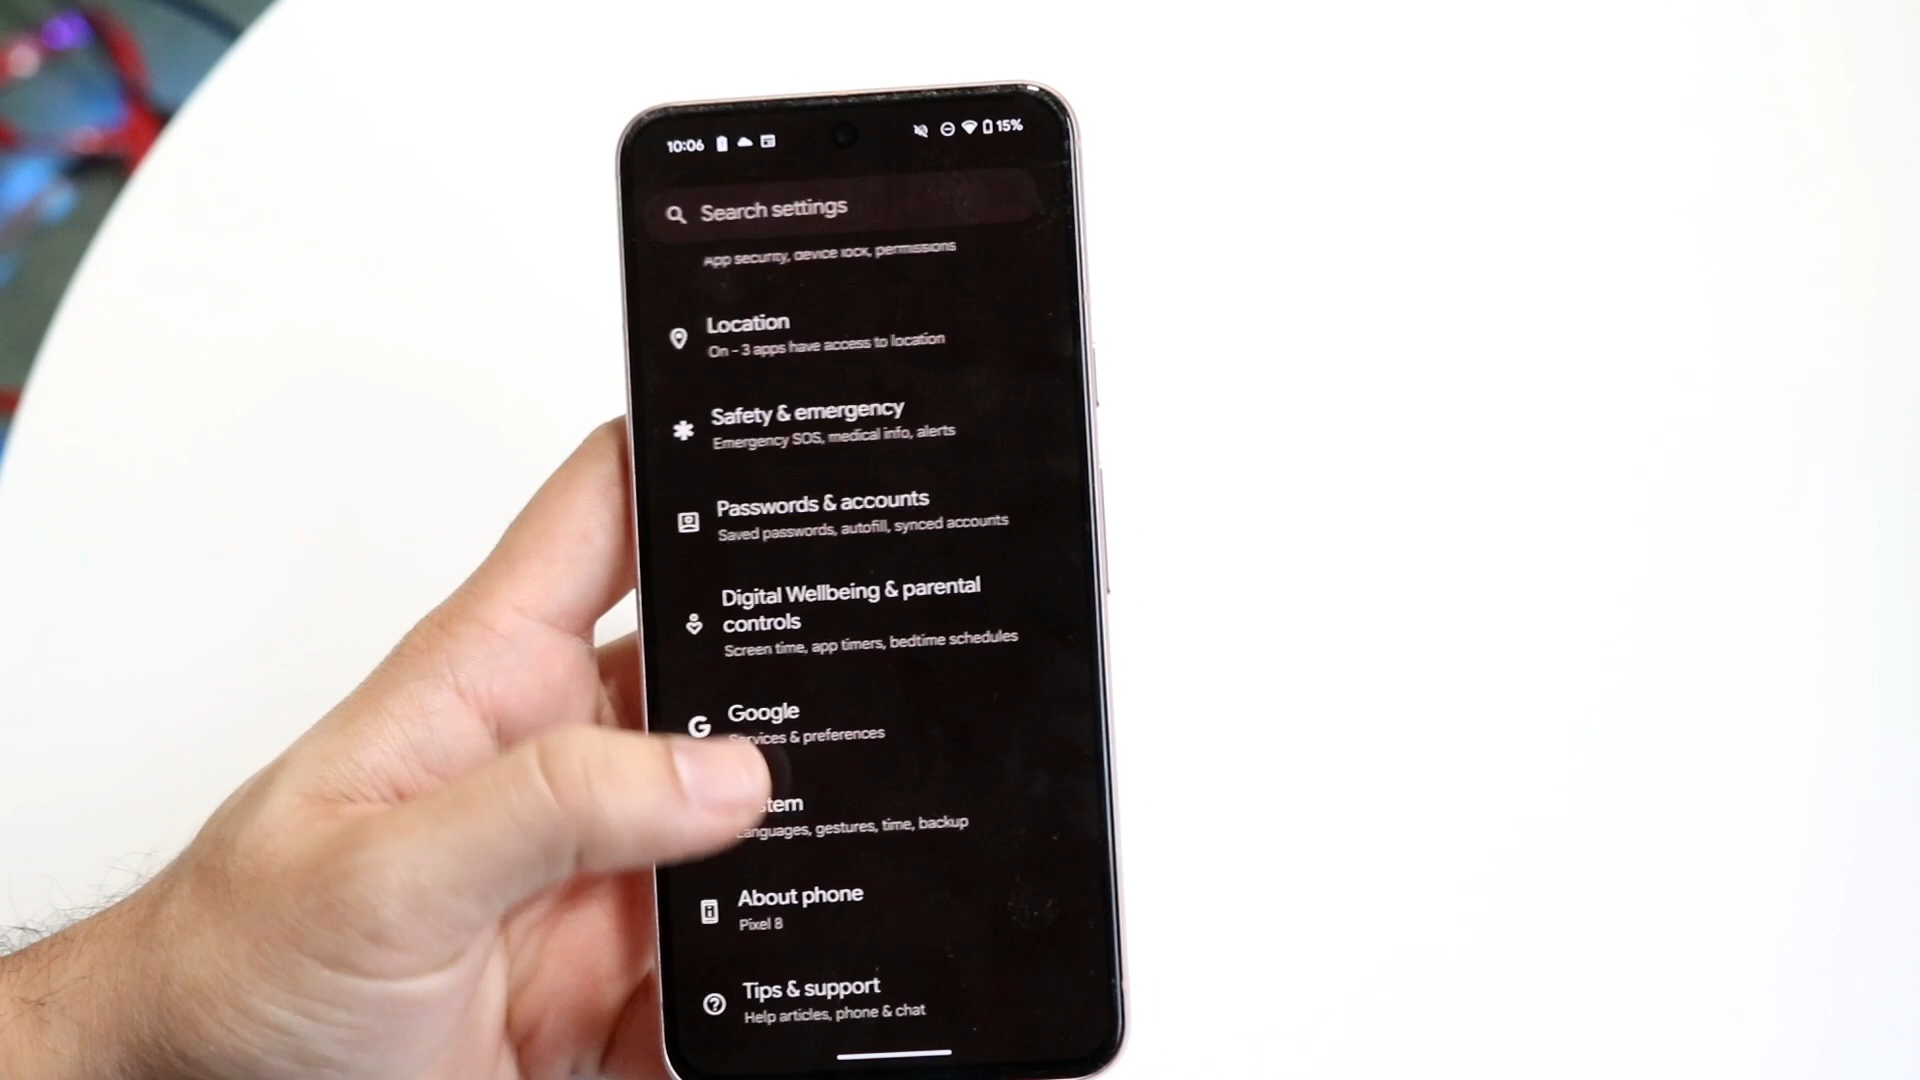 10:06 15%
Search settings
App security, device lock, permissions
Location
On - 3 apps have access to location
Safety & emergency
Emergency SOS, medical info, alerts
Passwords & accounts
Saved passwords, autofill, synced accounts
Digital Wellbeing & parental
controls
Screen time, app timers, bedtime schedules
Google
Services & preferences
stem
Languages, gestures, time, backup
About phone
Pixel 8
Tips & support
Help articles, phone & chat